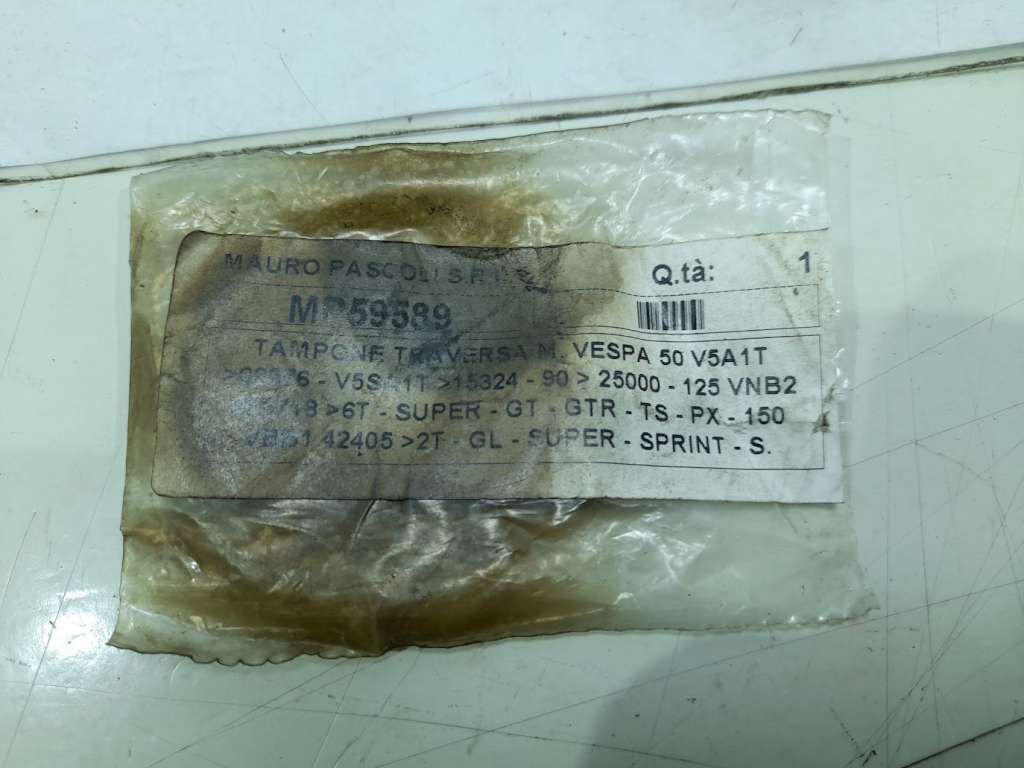 MAURO PASCOLI S.R.L.
Q.tà: 1
MP59589
TAMPONE TRAVERSA M. VESPA 50 V5A1T
- V5SA1T >15324 - 90 > 25000 - 125 VNB2
>6T - SUPER - GT - GTR - TS - PX - 150
VBB1 42405 >2T - GL - SUPER - SPRINT - S.